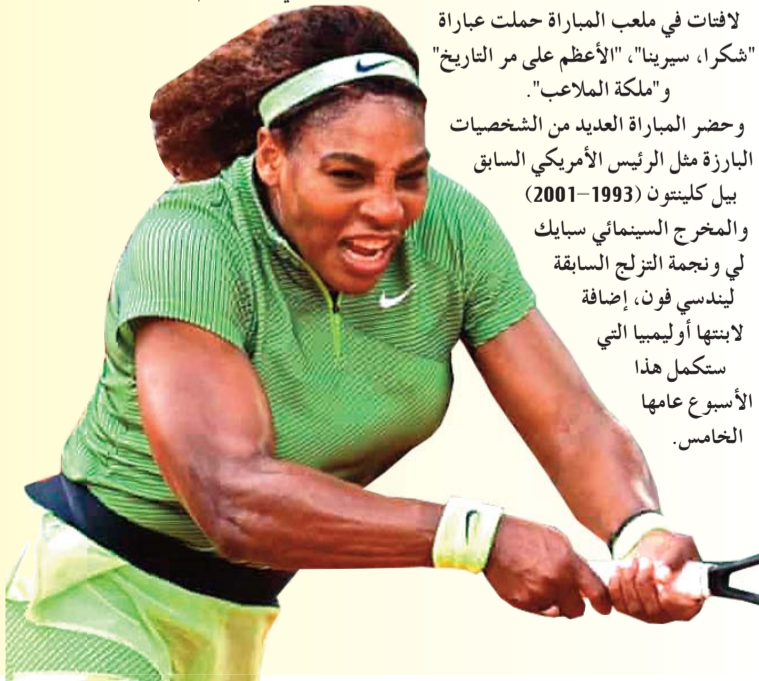 لافتات في ملعب المباراة حملت عبارة
"شكرا، سيرينا"، "الأعظم على مر التاريخ"
و"ملكة الملاعب".
وحضر المباراة العديد من الشخصيات
البارزة مثل الرئيس الأمريكي السابق
بيل كلينتون (1993–2001)
والمخرج السينمائي سبايك
لي ونجمة التزلج السابقة
ليندسي فون، إضافة
لابنتها أوليمبيا التي
ستكمل هذا
الأسبوع عامها
الخامس.